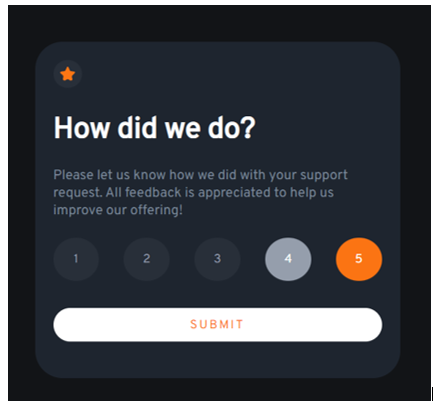 How did we do?
Please let us know how we did with your support
request. All feedback is appreciated to help us
improve our offering!
1 2 3 4 5
SUBMIT